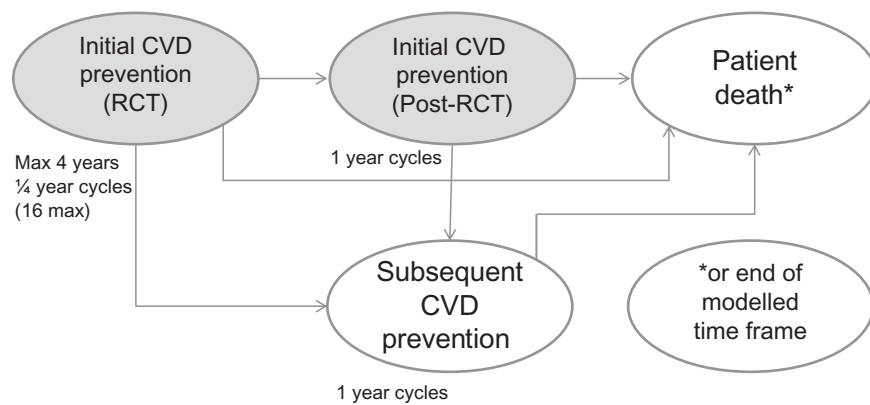 Initial CVD
prevention
(RCT)
Initial CVD
prevention
(Post-RCT)
Patient
death*
Max 4 years
¼ year cycles
(16 max)
1 year cycles
Subsequent
CVD
prevention
*or end of
modelled
time frame
1 year cycles